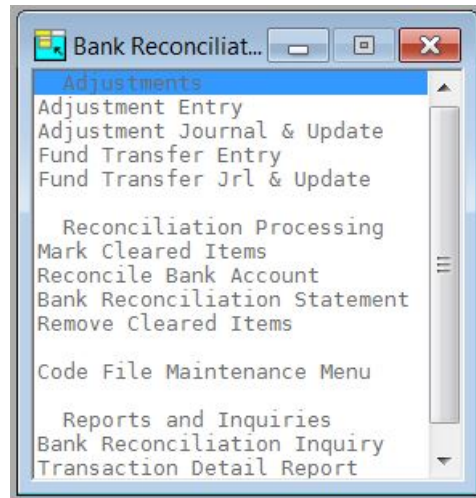 Bank Reconciliat...
Adjustments
Adjustment Entry
Adjustment Journal & Update
Fund Transfer Entry
Fund Transfer Jrl & Update
Reconciliation Processing
Mark Cleared Items
Reconcile Bank Account
Bank Reconciliation Statement
Remove Cleared Items
Code File Maintenance Menu
Reports and Inquiries
Bank Reconciliation Inquiry
Transaction Detail Report